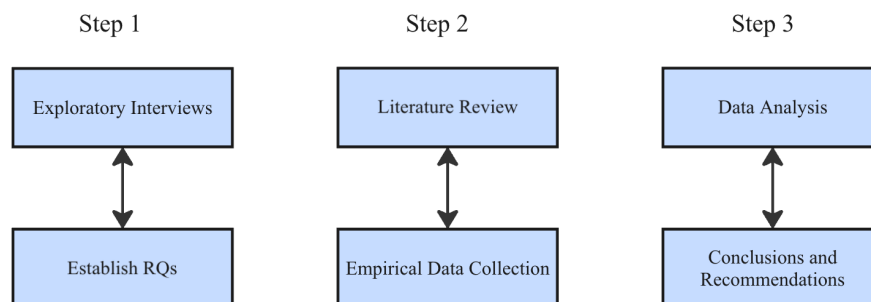 Step 1
Step 2
Step 3
Exploratory Interviews
Literature Review
Data Analysis
Establish RQs
Empirical Data Collection
Conclusions and
Recommendations